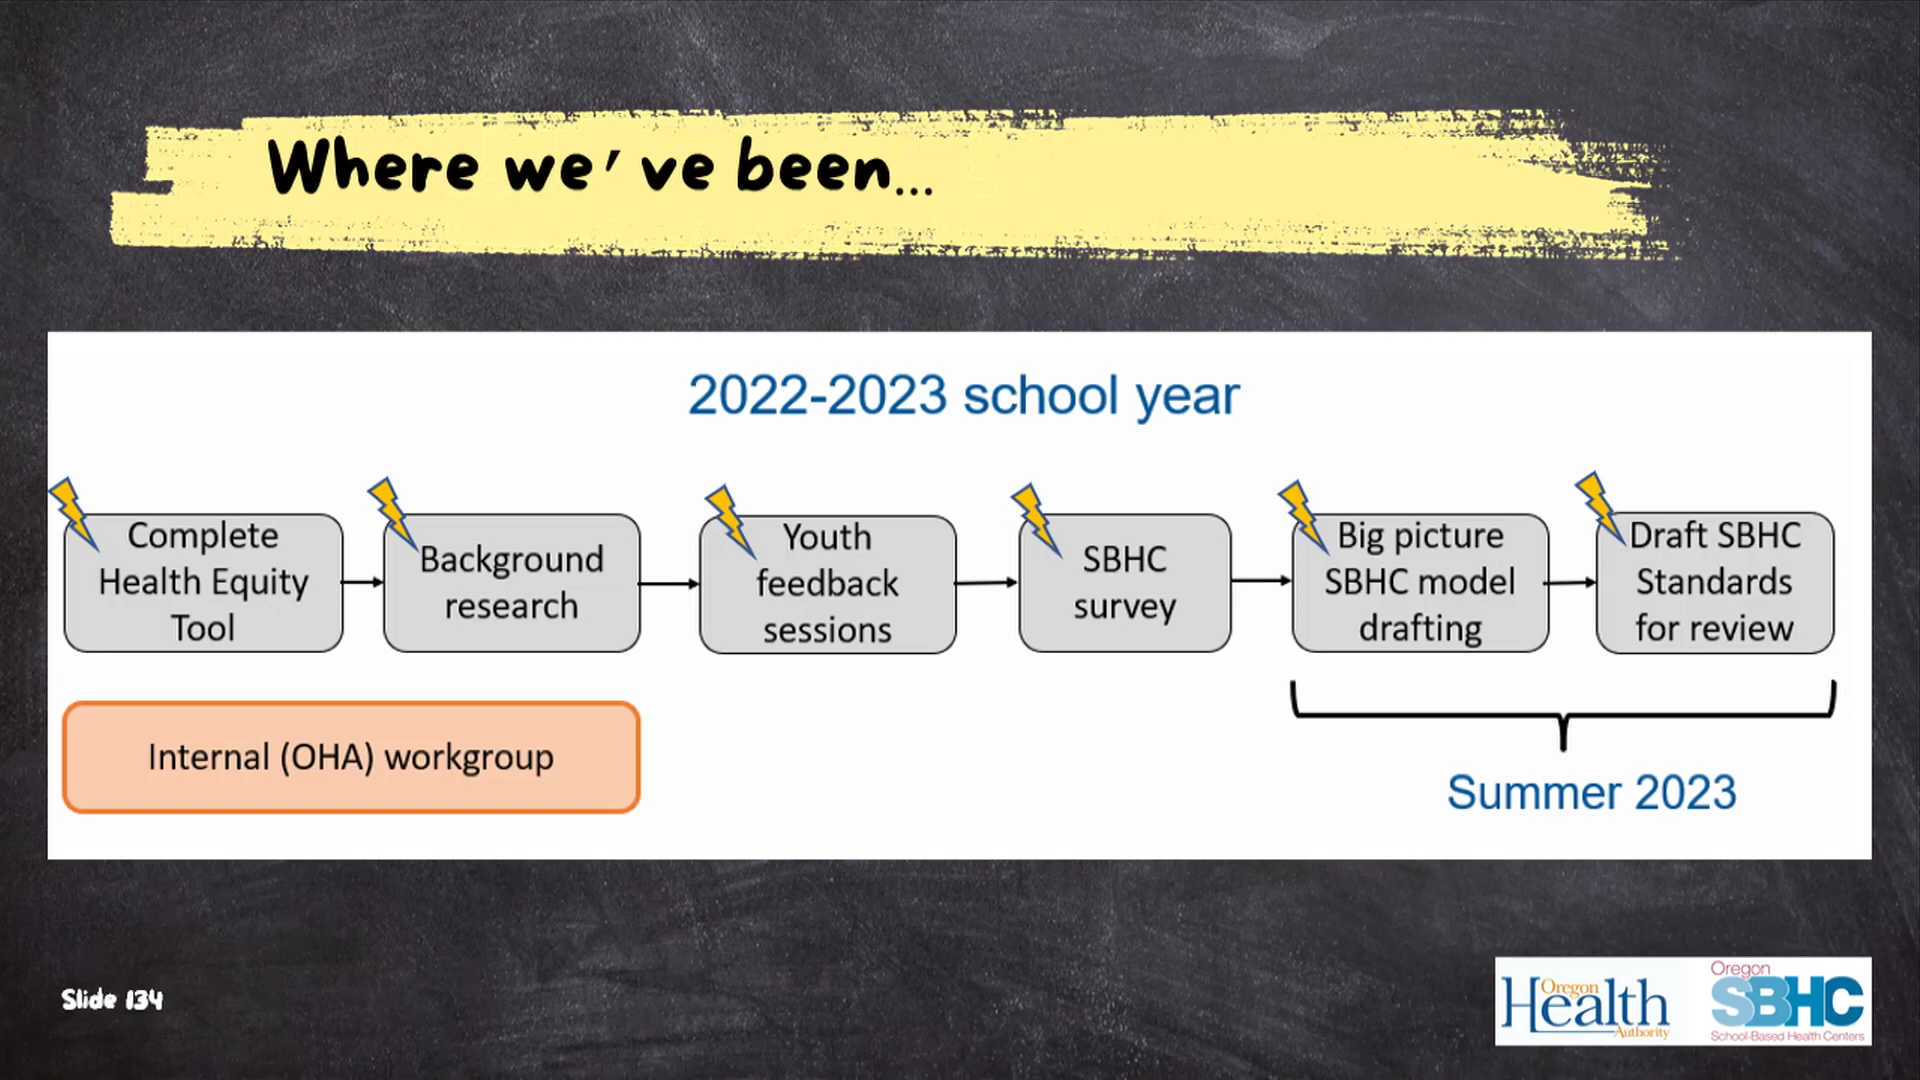 Where we've been...
2022-2023 school year
Complete
Health Equity
Tool
Background
research
Youth
feedback
sessions
SBHC
survey
Big picture
SBHC model
drafting
Draft SBHC
Standards
for review
Internal (OHA) workgroup
Summer 2023
Slide 134
Oregon
Health
Authority
Oregon
SBHC
School-Based Health Centers